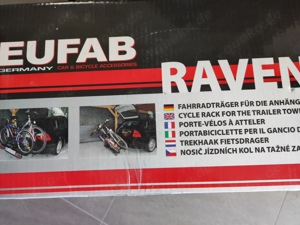 EUFAB
GERMANY CAR & BICYCLE ACCESSORIES
RAVEN
FAHRRADTRÄGER FÜR DIE ANHÄNG
CYCLE RACK FOR THE TRAILER TOW
PORTE-VÉLOS À ATTELER
PORTABICICLETTE PER IL GANCIO D
TREKHAAK FIETSDRAGER
NOSIČ JÍZDNÍCH KOL NA TAŽNÉ ZA